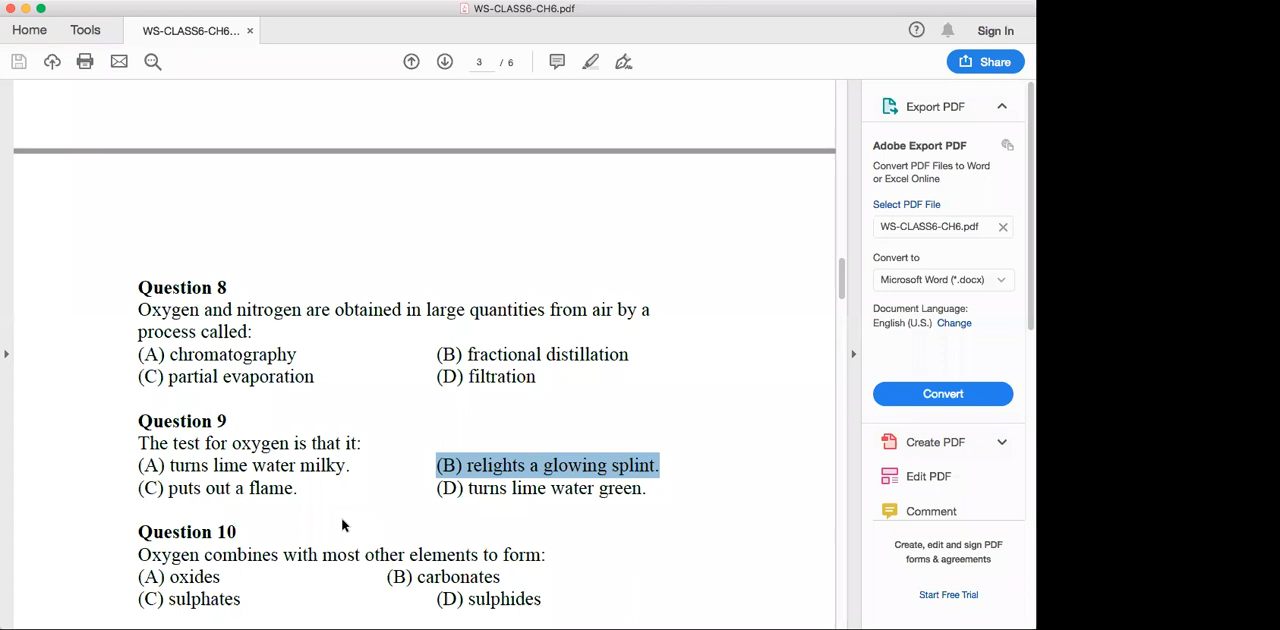 WS-CLASS6-CH6.pdf
Home Tools WS-CLASS6-CH6... × Sign In
3 / 6 Share
Export PDF
Adobe Export PDF
Convert PDF Files to Word
or Excel Online
Select PDF File
WS-CLASS6-CH6.pdf
Convert to
Microsoft Word (*.docx)
Document Language:
English (U.S.) Change
Convert
Create PDF
Edit PDF
Comment
Create, edit and sign PDF
forms & agreements
Start Free Trial
Question 8
Oxygen and nitrogen are obtained in large quantities from air by a
process called:
(A) chromatography (B) fractional distillation
(C) partial evaporation (D) filtration
Question 9
The test for oxygen is that it:
(A) turns lime water milky. (B) relights a glowing splint.
(C) puts out a flame. (D) turns lime water green.
Question 10
Oxygen combines with most other elements to form:
(A) oxides (B) carbonates
(C) sulphates (D) sulphides